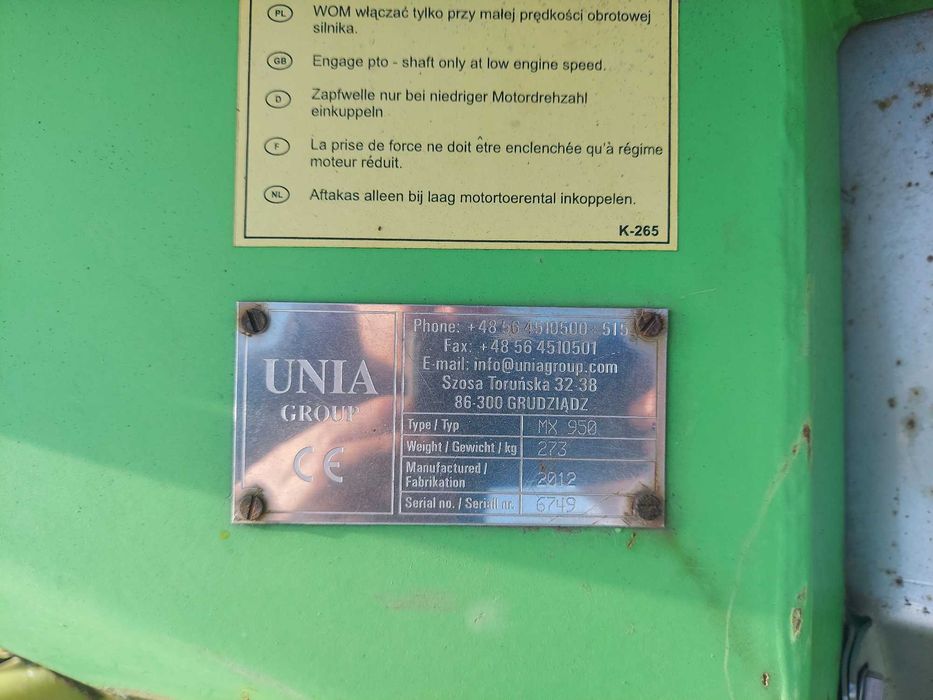 PL WOM włączać tylko przy małej prędkości obrotowej
silnika.
GB Engage pto - shaft only at low engine speed.
D Zapfwelle nur bei niedriger Motordrehzahl
einkuppeln
F La prise de force ne doit être enclenchée qu'à régime
moteur réduit.
NL Aftakas alleen bij laag motortoerental inkoppelen.
K-265
UNIA
GROUP
CE
Phone: +48 56 4510500 - 515
Fax: +48 56 4510501
E-mail: info@uniagroup.com
Szosa Toruńska 32-38
86-300 GRUDZIĄDZ
Type / Typ MX 950
Weight / Gewicht / kg 273
Manufactured /
Fabrikation 2012
Serial no. / Seriall nr. 6749